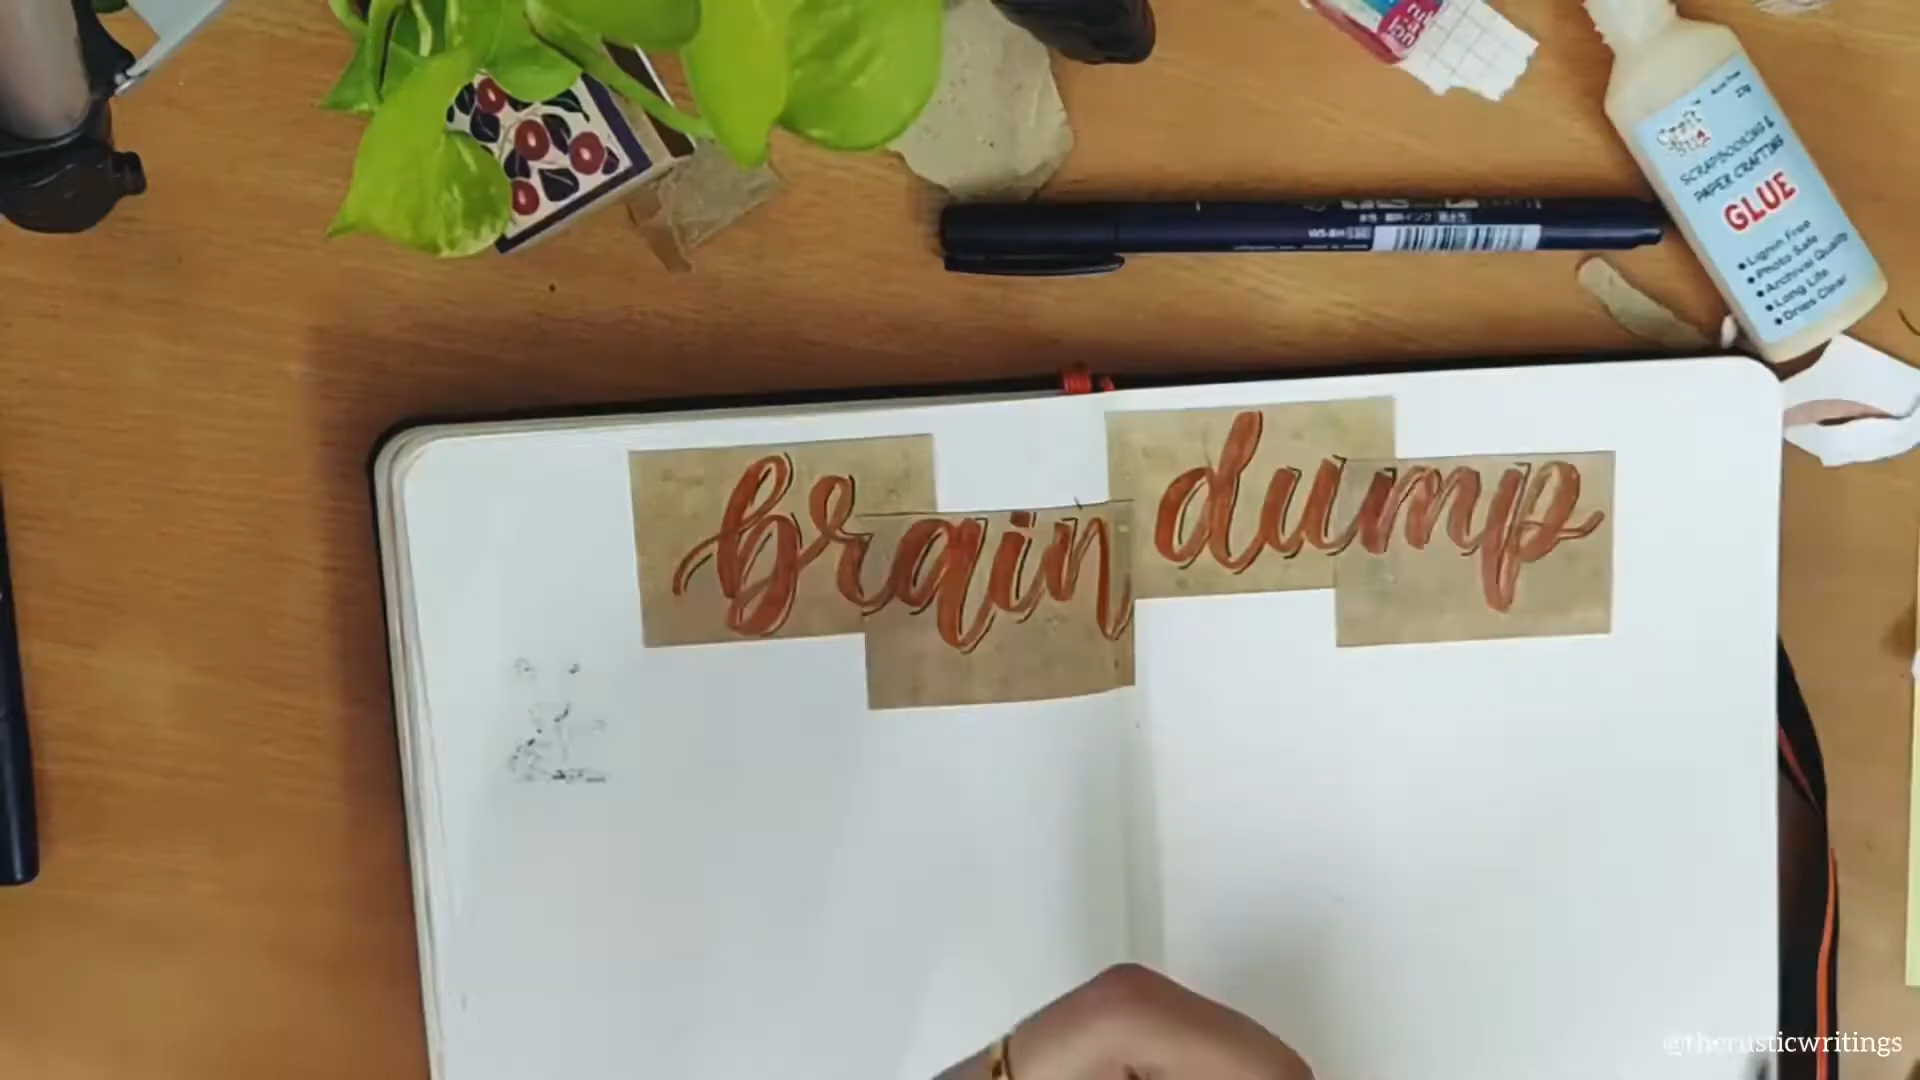 SCRAPBOOKING &
PAPER CRAFTING
GLUE
• Lignin Free
• Photo Safe
• Archival Quality
• Long Life
• Dries Clear
brain dump
@therusticwritings